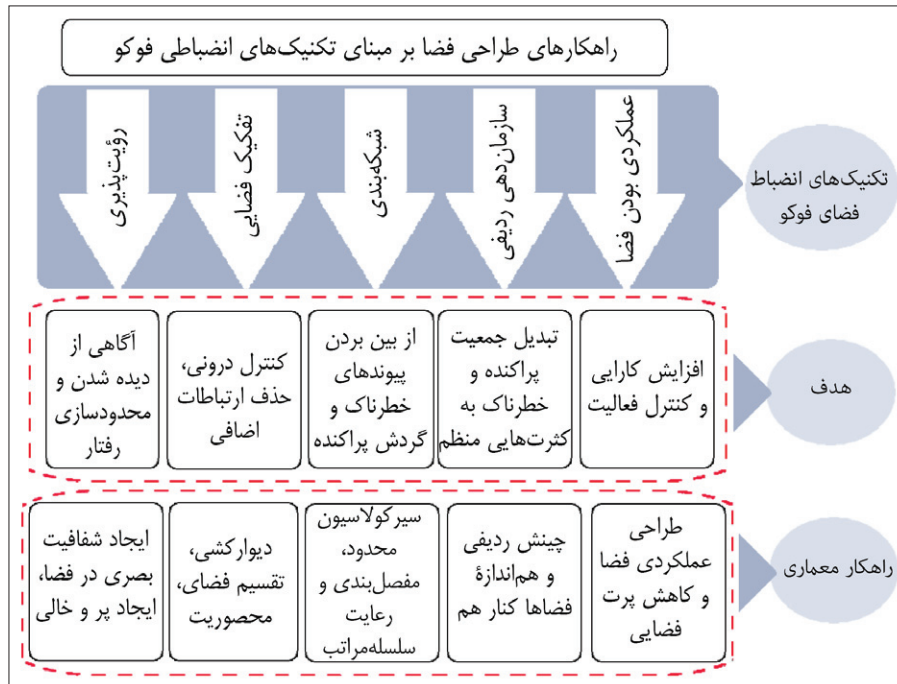 راهکارهای طراحی فضا بر مبنای تکنیک‌های انضباطی فوکو
تکنیک‌های انضباط
فضای فوکو
عملکردی بودن فضا
سازمان‌دهی ردیفی
شبکه‌بندی
تفکیک فضایی
رؤیت‌پذیری
هدف
افزایش کارایی
و کنترل فعالیت
تبدیل جمعیت
پراکنده و
خطرناک به
کثرت‌هایی منظم
از بین بردن
پیوندهای
خطرناک و
گردش پراکنده
کنترل درونی،
حذف ارتباطات
اضافی
آگاهی از
دیده شدن و
محدودسازی
رفتار
راهکار معماری
طراحی
عملکردی فضا
و کاهش پرت
فضایی
چینش ردیفی
و هم‌اندازهٔ
فضاها کنار هم
سیرکولاسیون
محدود،
مفصل‌بندی و
رعایت
سلسله‌مراتب
دیوارکشی،
تقسیم فضای،
محصوریت
ایجاد شفافیت
بصری در فضا،
ایجاد پر و خالی